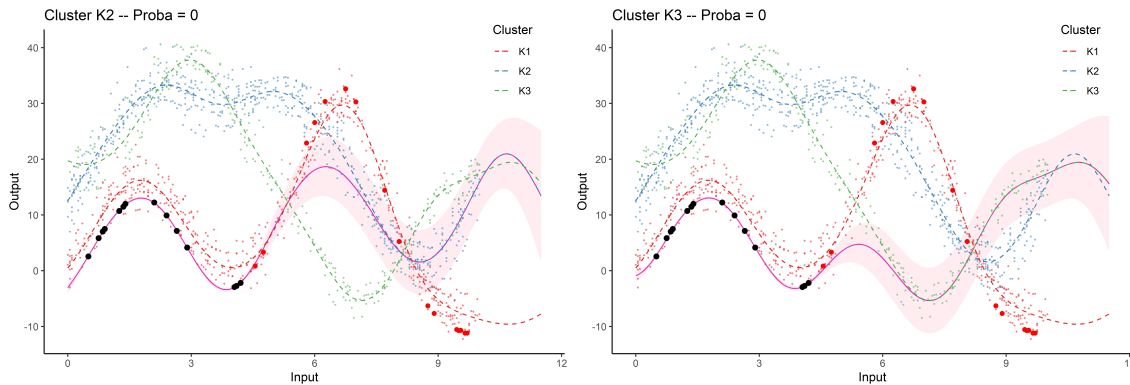 Cluster K2 -- Proba = 0
Cluster
K1
K2
K3
40
30
20
10
0
-10
Output
0
3
6
9
12
Input
Cluster K3 -- Proba = 0
Cluster
K1
K2
K3
40
30
20
10
0
-10
Output
0
3
6
9
Input